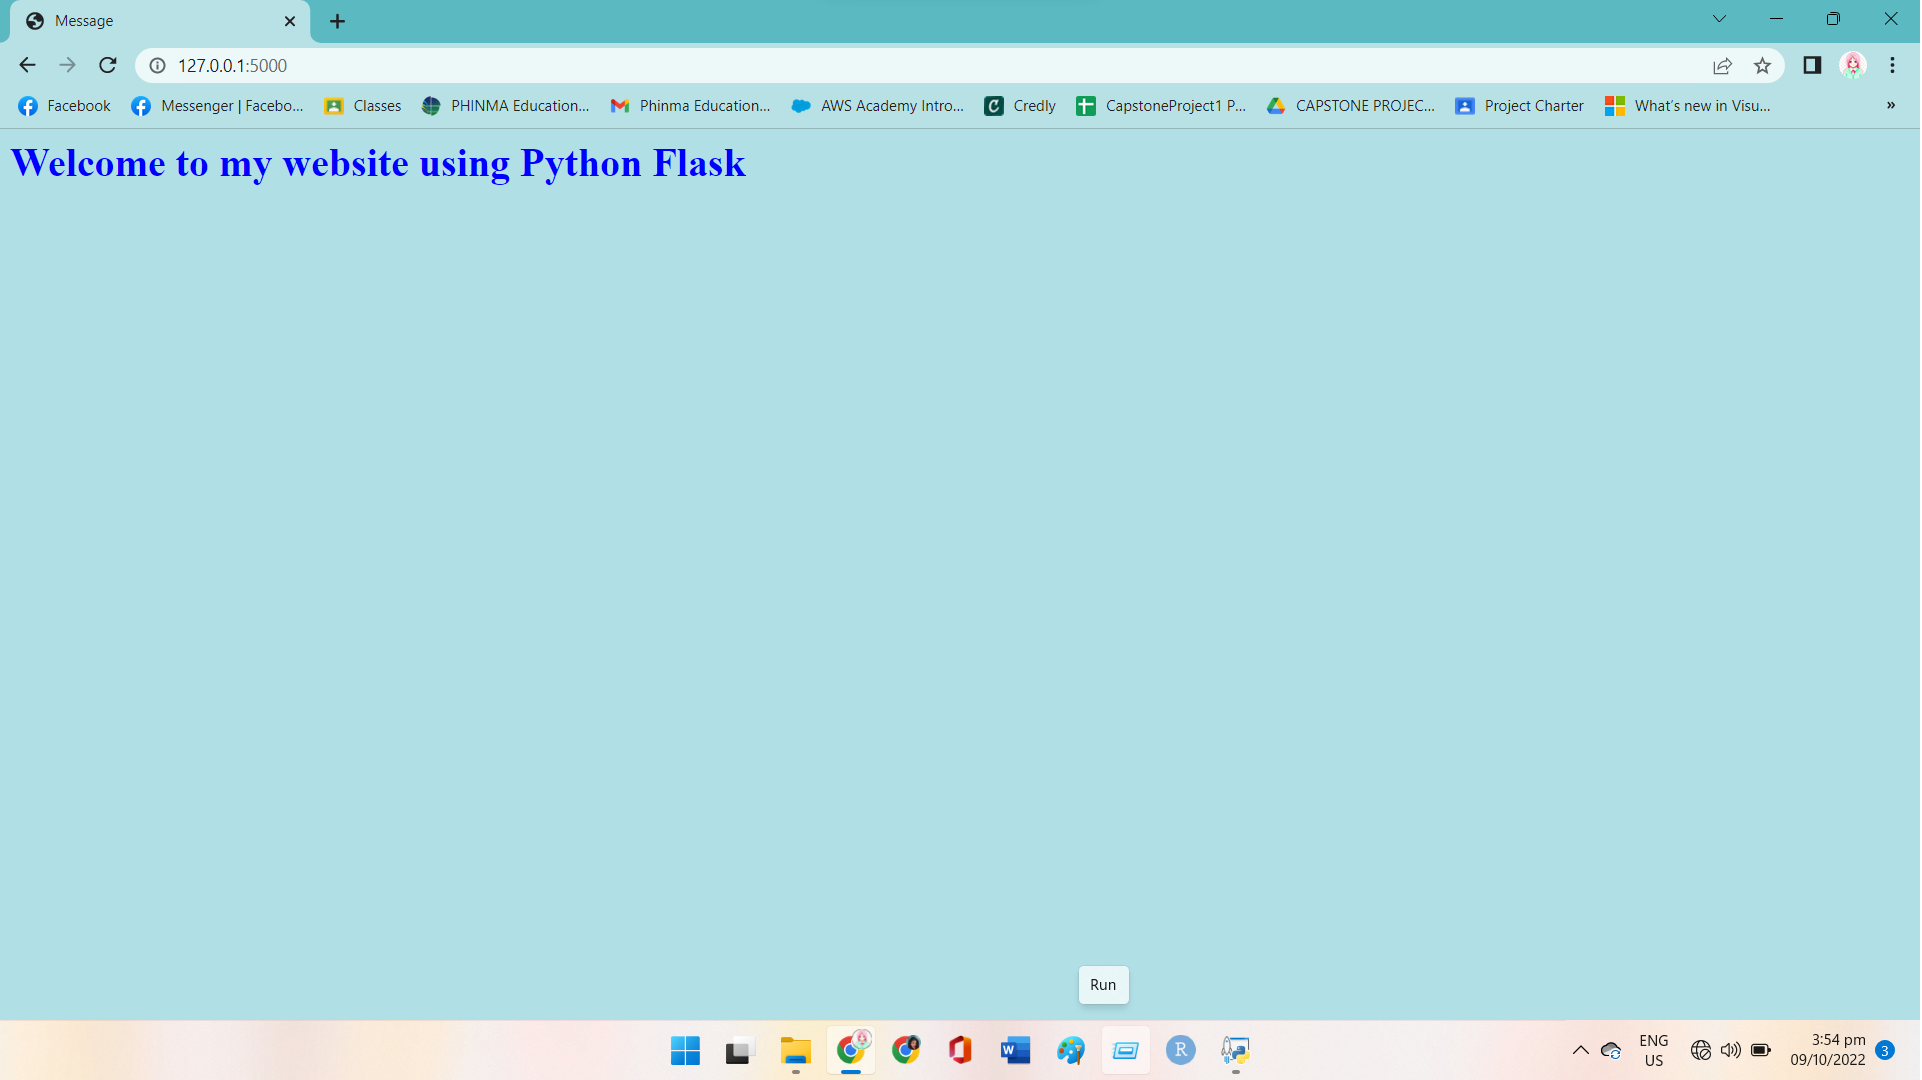 Message
127.0.0.1:5000
Facebook Messenger | Facebo... Classes PHINMA Education... Phinma Education... AWS Academy Intro... Credly CapstoneProject1 P... CAPSTONE PROJEC... Project Charter What's new in Visu... »
Welcome to my website using Python Flask
Run
ENG
US
3:54 pm
09/10/2022
3